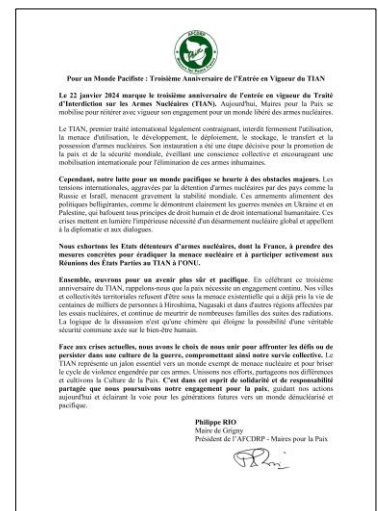 AFCDRP
Pour un Monde Pacifiste : Troisième Anniversaire de l'Entrée en Vigueur du TIAN
Le 22 janvier 2024 marque le troisième anniversaire de l'entrée en vigueur du Traité
d'Interdiction sur les Armes Nucléaires (TIAN). Aujourd'hui, Maires pour la Paix se
mobilise pour réitérer avec vigueur son engagement pour un monde libéré des armes nucléaires.
Le TIAN, premier traité international légalement contraignant, interdit fermement l'utilisation,
la menace d'utilisation, le développement, le déploiement, le stockage, le transfert et la
possession d'armes nucléaires. Son instauration a été une étape décisive pour la promotion de
la paix et de la sécurité mondiale, éveillant une conscience collective et encourageant une
mobilisation internationale pour l'élimination de ces armes inhumaines.
Cependant, notre lutte pour un monde pacifique se heurte à des obstacles majeurs. Les
tensions internationales, aggravées par la détention d'armes nucléaires par des pays comme la
Russie et Israël, menacent gravement la stabilité mondiale. Ces armements alimentent des
politiques belligérantes, comme le démontrent clairement les guerres menées en Ukraine et en
Palestine, qui bafouent tous principes de droit humain et de droit international humanitaire. Ces
crises mettent en lumière l'impérieuse nécessité d'un désarmement nucléaire global et appellent
à la diplomatie et aux dialogues.
Nous exhortons les Etats détenteurs d'armes nucléaires, dont la France, à prendre des
mesures concrètes pour éradiquer la menace nucléaire et à participer activement aux
Réunions des États Parties au TIAN à l'ONU.
Ensemble, œuvrons pour un avenir plus sûr et pacifique. En célébrant ce troisième
anniversaire du TIAN, rappelons-nous que la paix nécessite un engagement continu. Nos villes
et collectivités territoriales refusent d'être sous la menace existentielle qui a déjà pris la vie de
centaines de milliers de personnes à Hiroshima, Nagasaki et dans d'autres régions affectées par
les essais nucléaires, et continue de meurtrir de nombreuses familles des suites des radiations.
La logique de la dissuasion n'est qu'une chimère qui éloigne la possibilité d'une véritable
sécurité commune axée sur le bien-être humain.
Face aux crises actuelles, nous avons le choix de nous unir pour affronter les défis ou de
persister dans une culture de la guerre, compromettant ainsi notre survie collective. Le
TIAN représente un jalon essentiel vers un monde exempt de menace nucléaire et pour briser
le cycle de violence engendrée par ces armes. Unissons nos efforts, partageons nos différences
et cultivons la Culture de la Paix. C'est dans cet esprit de solidarité et de responsabilité
partagée que nous poursuivons notre engagement pour la paix, guidant nos actions
aujourd'hui et éclairant la voie pour les générations futures vers un monde dénucléarisé et
pacifique.
Philippe RIO
Maire de Grigny
Président de l'AFCDRP - Maires pour la Paix